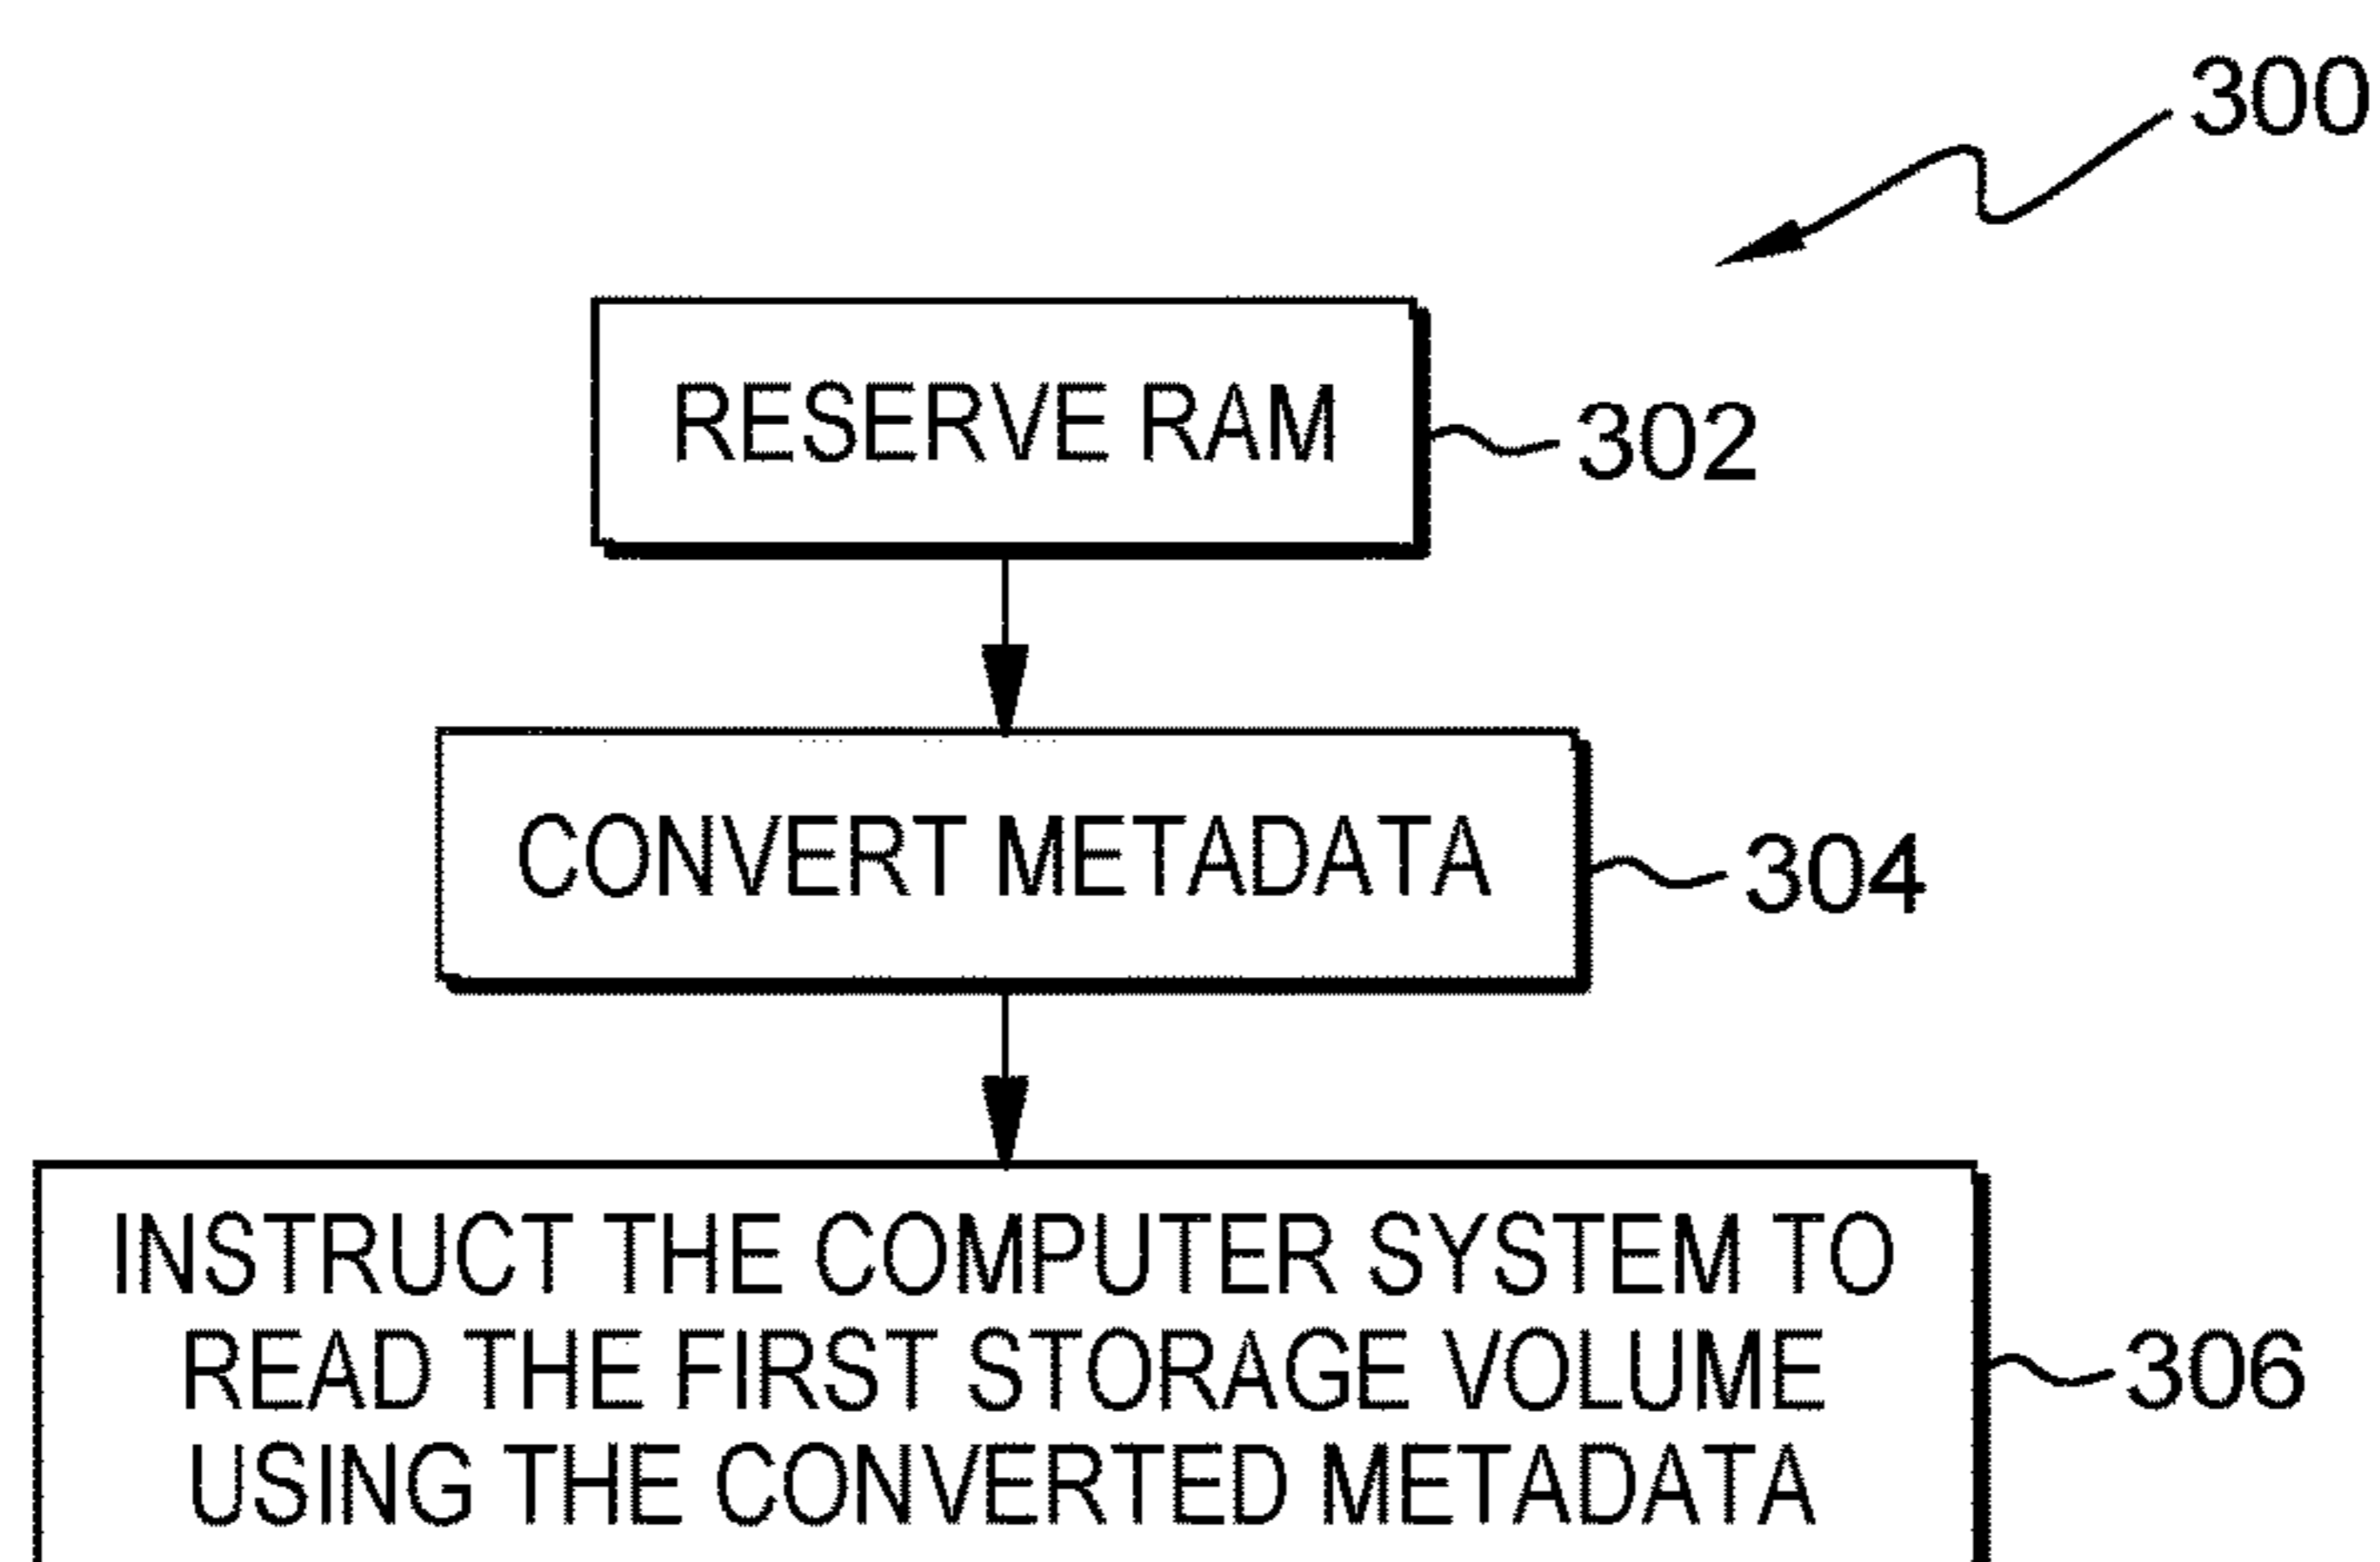 300
RESERVE RAM
302
CONVERT METADATA
304
INSTRUCT THE COMPUTER SYSTEM TO
READ THE FIRST STORAGE VOLUME
USING THE CONVERTED METADATA
306